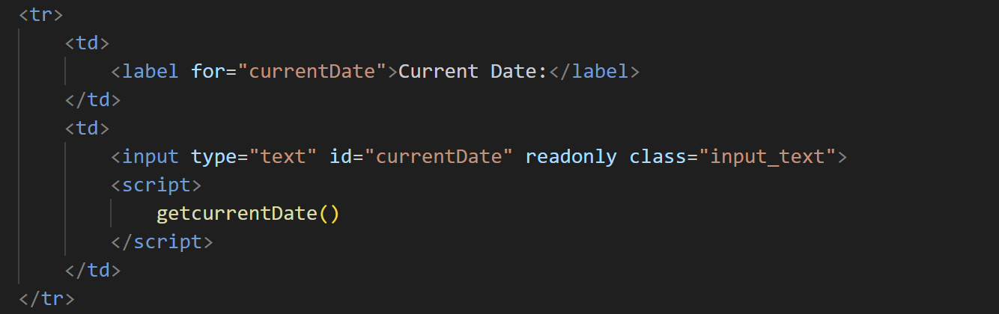 <tr>
<td>
<label for="currentDate">Current Date:</label>
</td>
<td>
<input type="text" id="currentDate" readonly class="input_text">
<script>
getcurrentDate()
</script>
</td>
</tr>